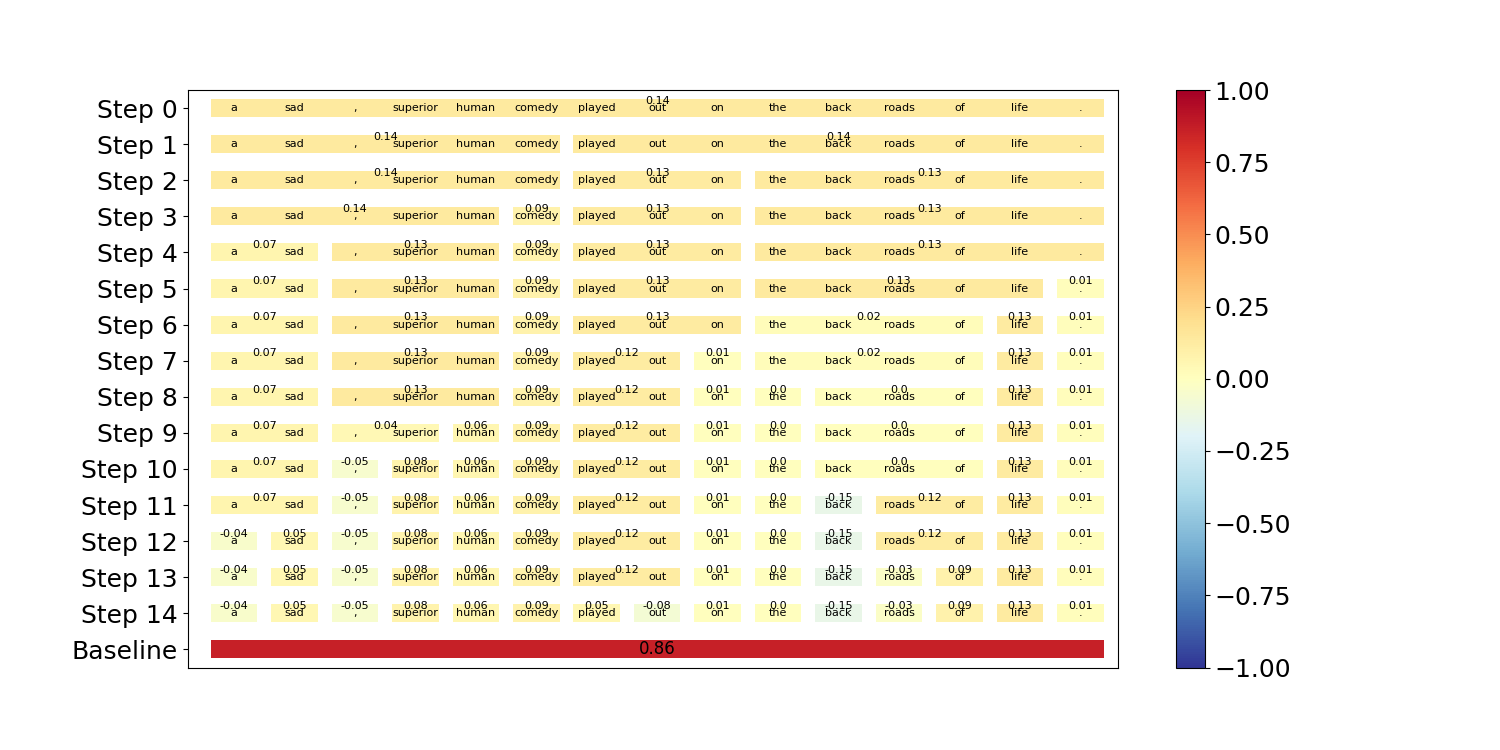 0.14
Step 0 a sad , superior human comedy played out on the back roads of life .
0.14 0.14
Step 1 a sad , superior human comedy played out on the back roads of life .
0.14 0.13 0.13
Step 2 a sad , superior human comedy played out on the back roads of life .
0.14 0.09 0.13 0.13
Step 3 a sad , superior human comedy played out on the back roads of life .
0.07 0.13 0.09 0.13 0.13
Step 4 a sad , superior human comedy played out on the back roads of life .
0.07 0.13 0.09 0.13 0.13 0.01
Step 5 a sad , superior human comedy played out on the back roads of life .
0.07 0.13 0.09 0.13 0.02 0.13 0.01
Step 6 a sad , superior human comedy played out on the back roads of life .
0.07 0.13 0.09 0.12 0.01 0.02 0.13 0.01
Step 7 a sad , superior human comedy played out on the back roads of life .
0.07 0.13 0.09 0.12 0.01 0.0 0.0 0.13 0.01
Step 8 a sad , superior human comedy played out on the back roads of life .
0.07 0.04 0.06 0.09 0.12 0.01 0.0 0.0 0.13 0.01
Step 9 a sad , superior human comedy played out on the back roads of life .
0.07 -0.05 0.08 0.06 0.09 0.12 0.01 0.0 0.0 0.13 0.01
Step 10 a sad , superior human comedy played out on the back roads of life .
0.07 -0.05 0.08 0.06 0.09 0.12 0.01 0.0 -0.15 0.12 0.13 0.01
Step 11 a sad , superior human comedy played out on the back roads of life .
-0.04 0.05 -0.05 0.08 0.06 0.09 0.12 0.01 0.0 -0.15 0.12 0.13 0.01
Step 12 a sad , superior human comedy played out on the back roads of life .
-0.04 0.05 -0.05 0.08 0.06 0.09 0.12 0.01 0.0 -0.15 -0.03 0.09 0.13 0.01
Step 13 a sad , superior human comedy played out on the back roads of life .
-0.04 0.05 -0.05 0.08 0.06 0.09 0.05 -0.08 0.01 0.0 -0.15 -0.03 0.09 0.13 0.01
Step 14 a sad , superior human comedy played out on the back roads of life .
Baseline 0.86
1.00
0.75
0.50
0.25
0.00
−0.25
−0.50
−0.75
−1.00